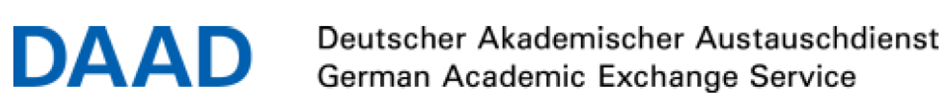 DAAD
Deutscher Akademischer Austauschdienst
German Academic Exchange Service